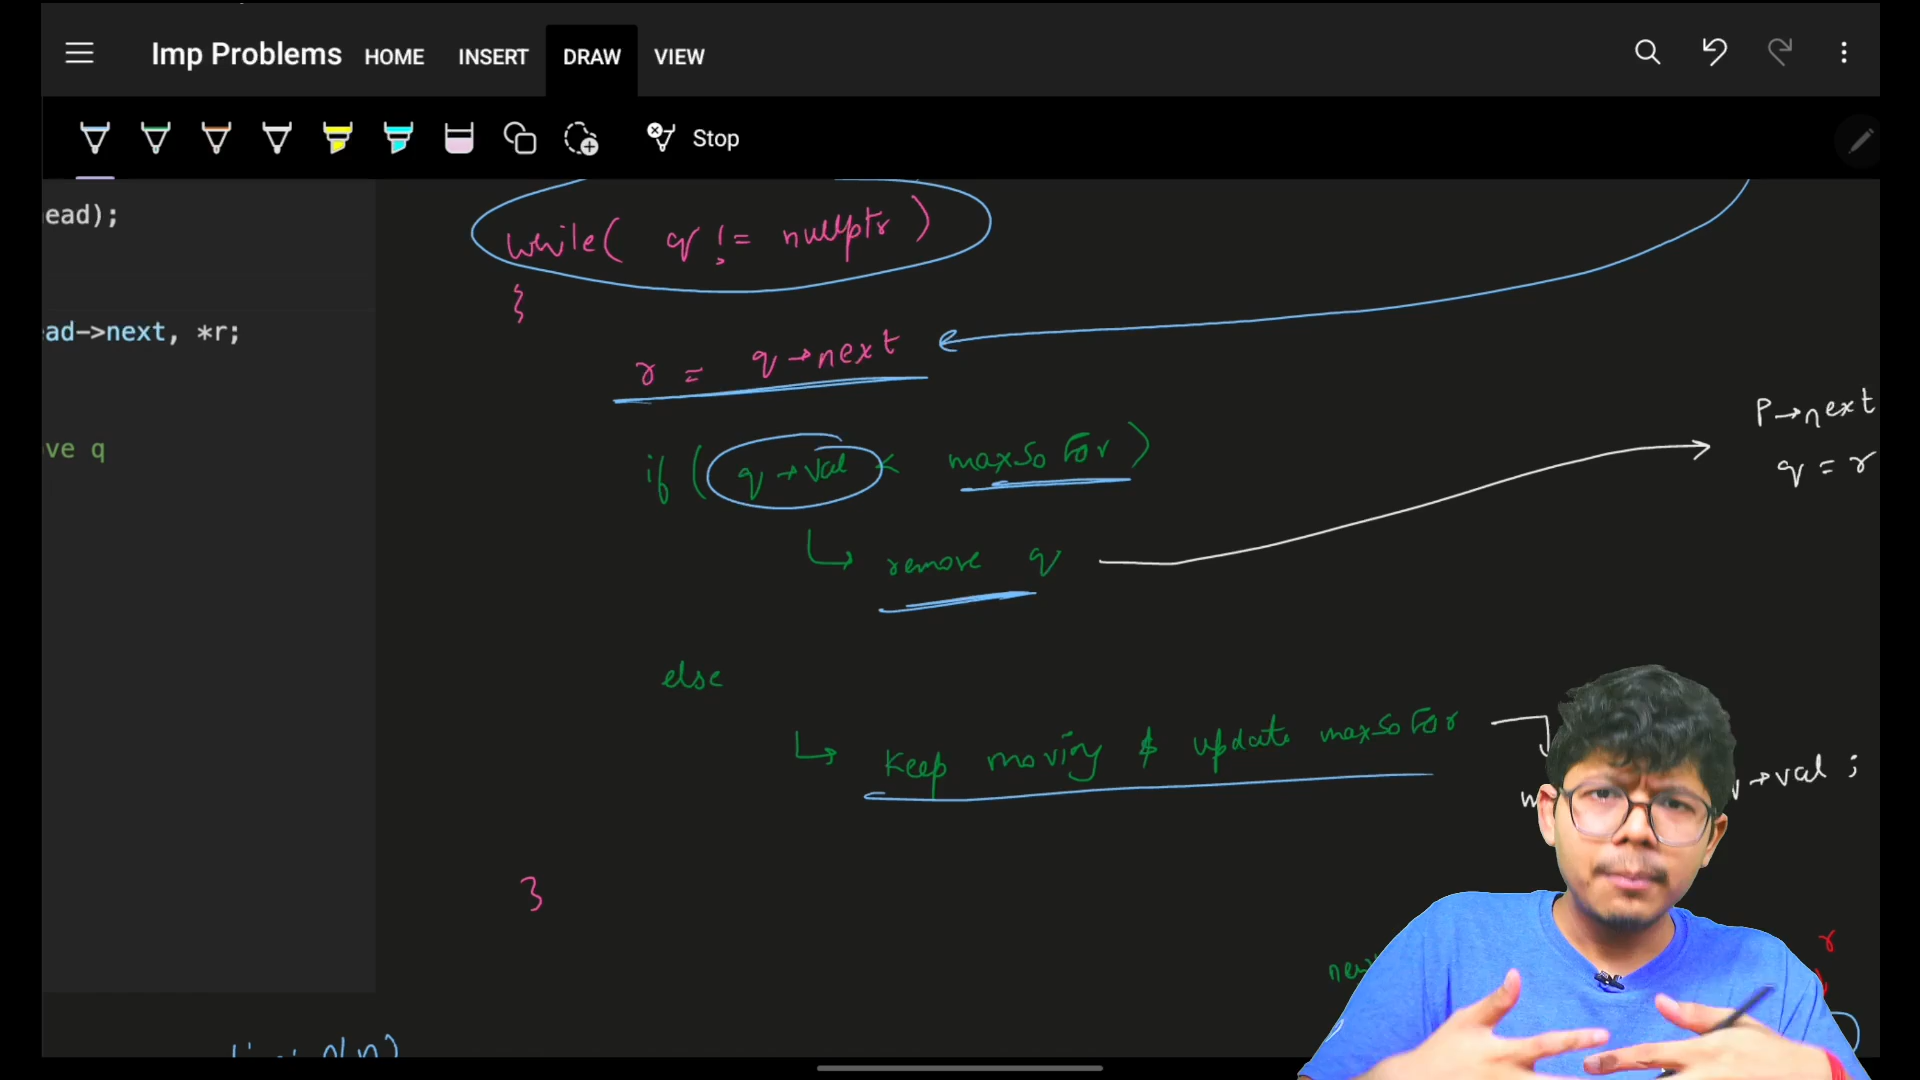 Imp Problems HOME INSERT DRAW VIEW
Stop
ead);
while( q != nullptr )
{
ad->next, *r;
r = q→next
P→next
if ( q→val < maxSoFar )
q = r
ve q
remove q
else
Keep moving & update maxSoFar
→val ;
}
r
new
O(n)